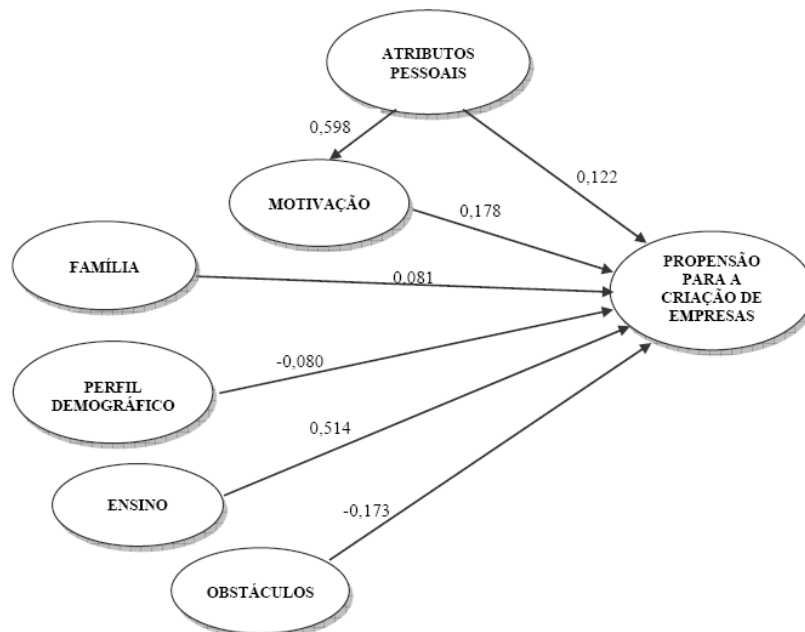 ATRIBUTOS
PESSOAIS
0,598
0,122
MOTIVAÇÃO
0,178
FAMÍLIA
0,081
PROPENSÃO
PARA A
CRIAÇÃO DE
EMPRESAS
-0,080
PERFIL
DEMOGRÁFICO
0,514
ENSINO
-0,173
OBSTÁCULOS